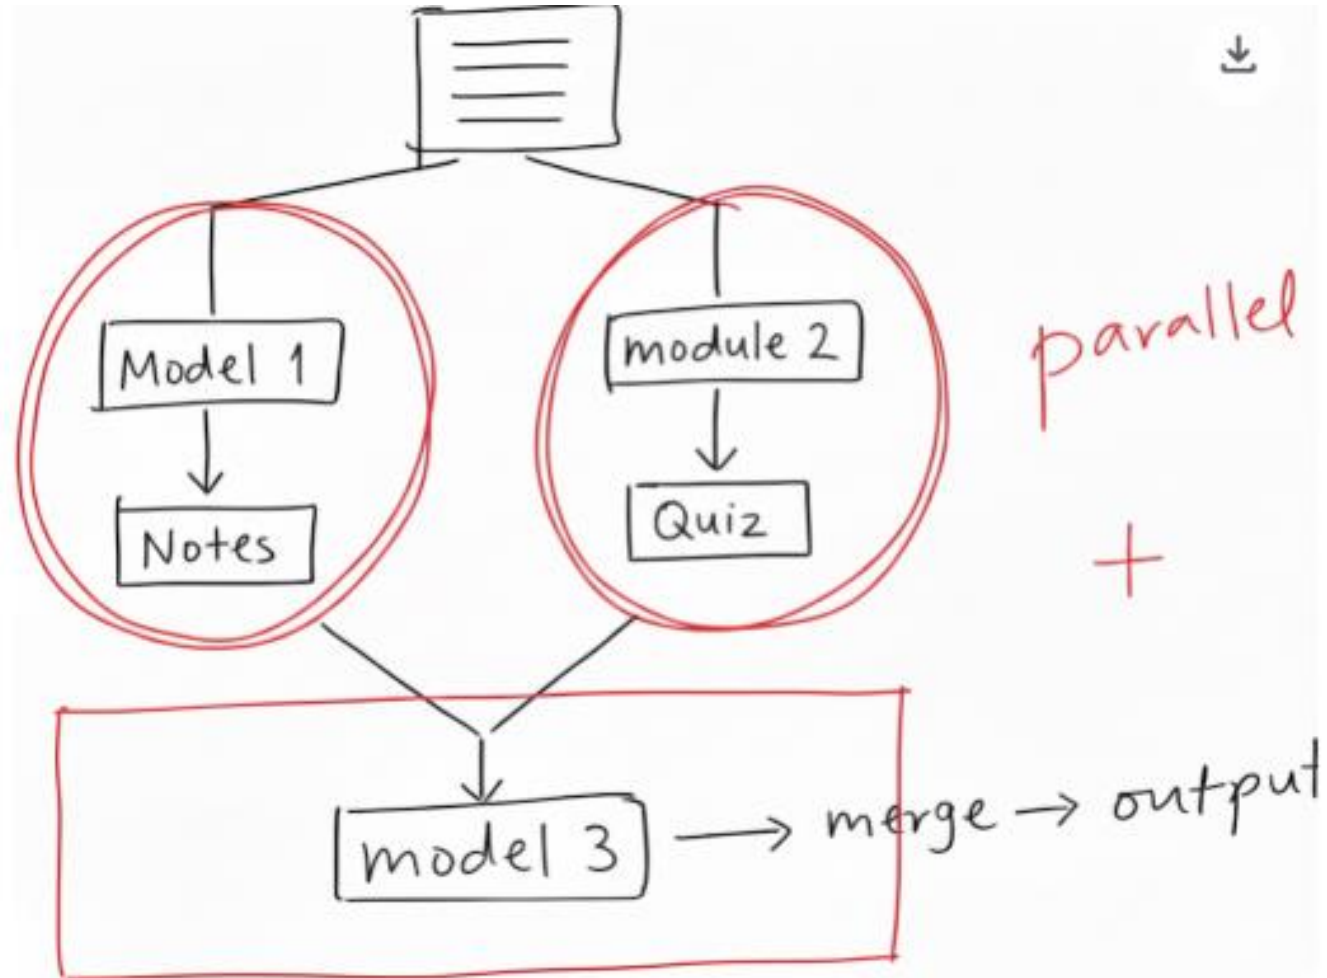 Model 1
module 2
parallel
Notes
Quiz
+
model 3 → merge → output